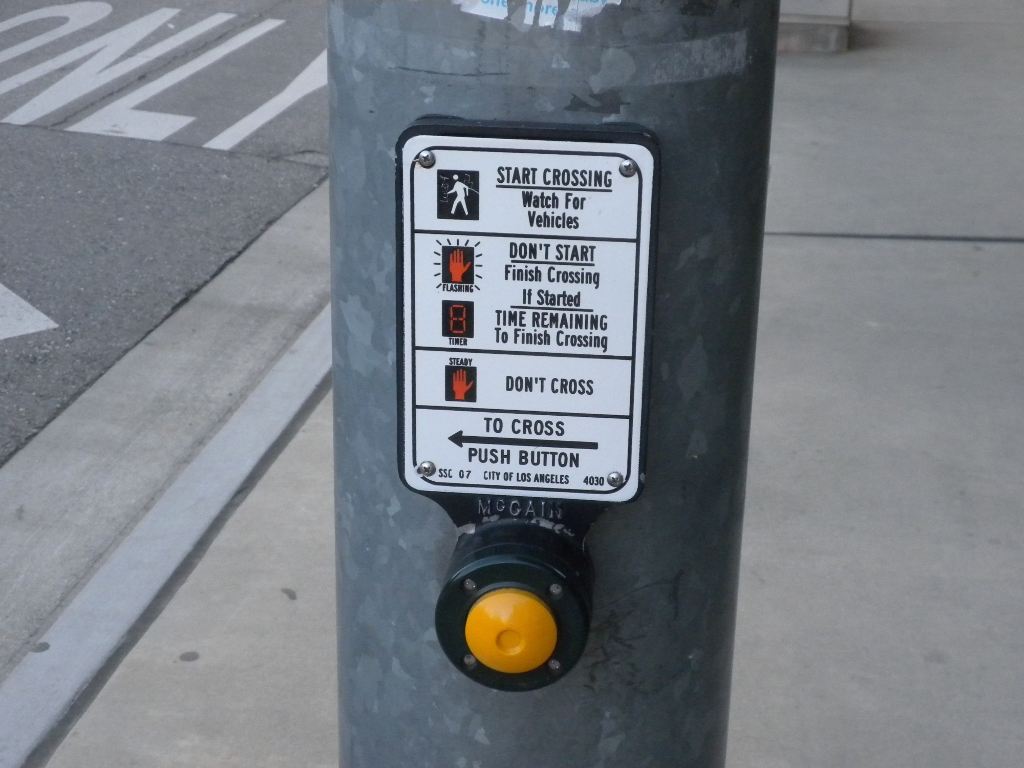 ONLY
START CROSSING
Watch For
Vehicles
DON'T START
Finish Crossing
FLASHING
If Started
TIME REMAINING
To Finish Crossing
8
TIMER
STEADY
DON'T CROSS
TO CROSS
PUSH BUTTON
SSC 07 CITY OF LOS ANGELES 4030
McCAIN